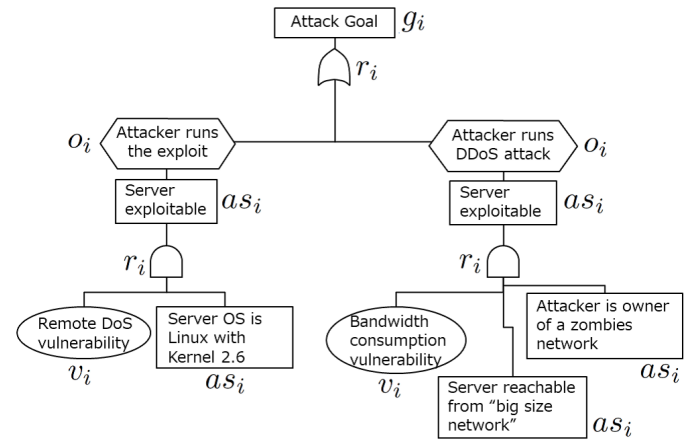 Attack Goal
g_i
r_i
o_i
Attacker runs
the exploit
Attacker runs
DDoS attack
o_i
Server
exploitable
as_i
Server
exploitable
as_i
r_i
r_i
Remote DoS
vulnerability
v_i
Server OS is
Linux with
Kernel 2.6
as_i
Bandwidth
consumption
vulnerability
v_i
Attacker is owner
of a zombies
network
as_i
Server reachable
from “big size
network”
as_i